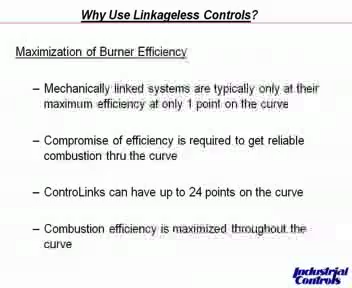 Why Use Linkageless Controls?
Maximization of Burner Efficiency
– Mechanically linked systems are typically only at their
maximum efficiency at only 1 point on the curve
– Compromise of efficiency is required to get reliable
combustion thru the curve
– ControLinks can have up to 24 points on the curve
– Combustion efficiency is maximized throughout the
curve
Industrial
Controls